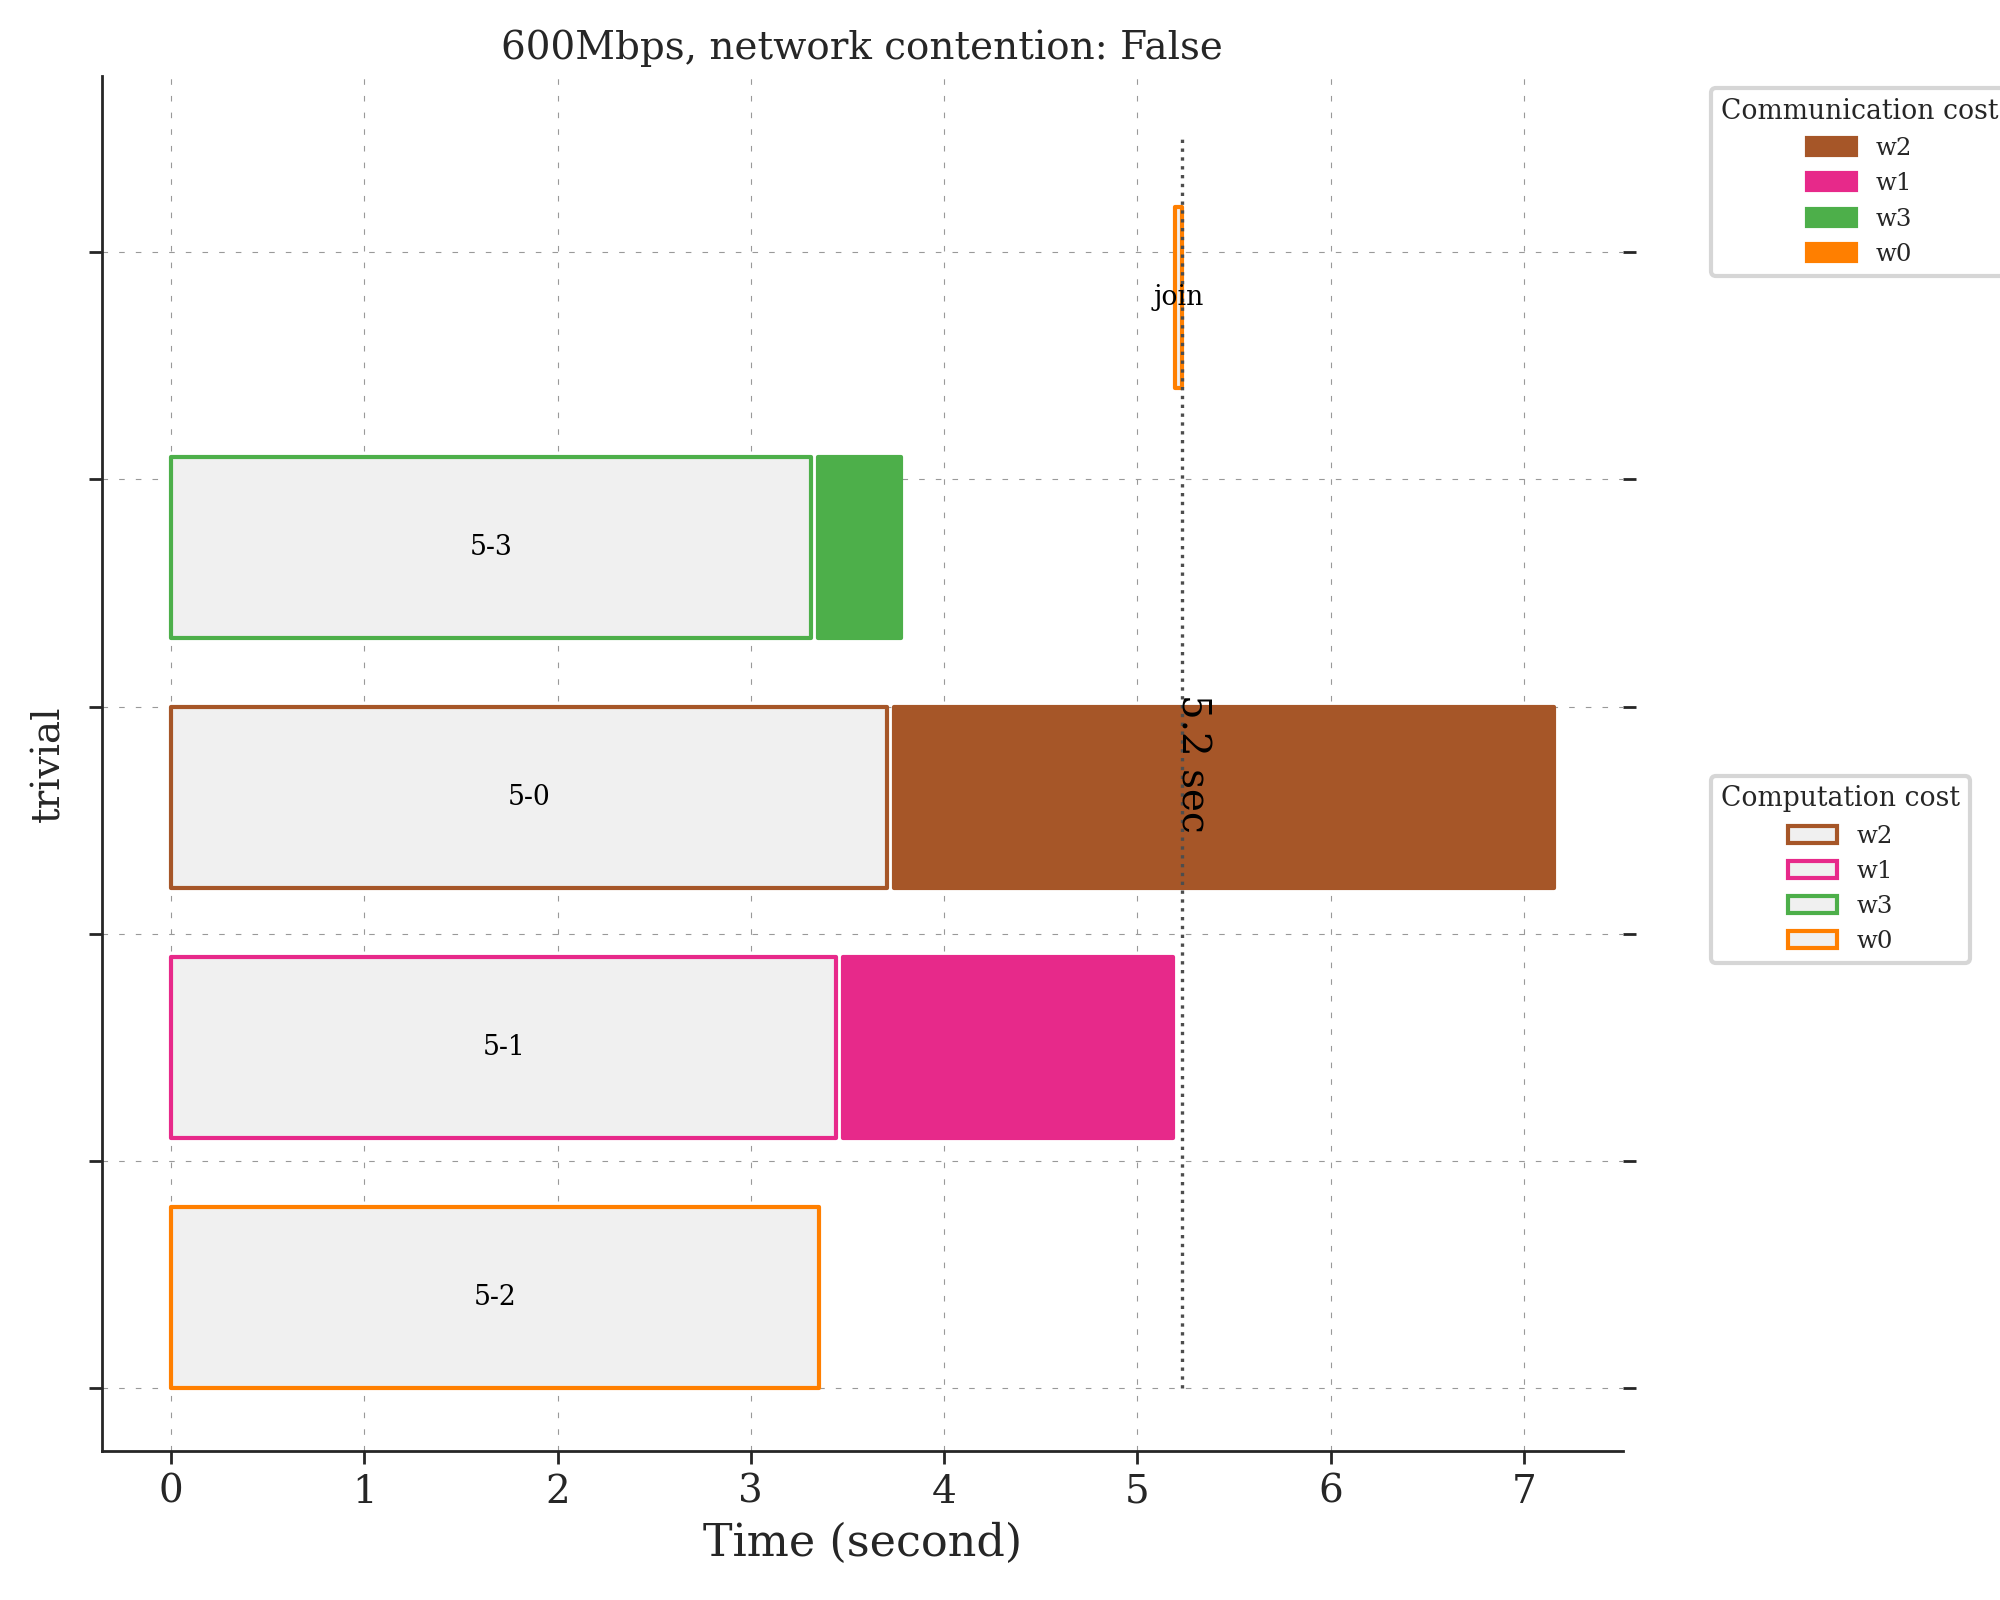 600Mbps, network contention: False
Communication cost
w2
w1
w3
w0
join
5-3
trivial
5-0
5.2 sec
Computation cost
w2
w1
w3
w0
5-1
5-2
0 1 2 3 4 5 6 7
Time (second)